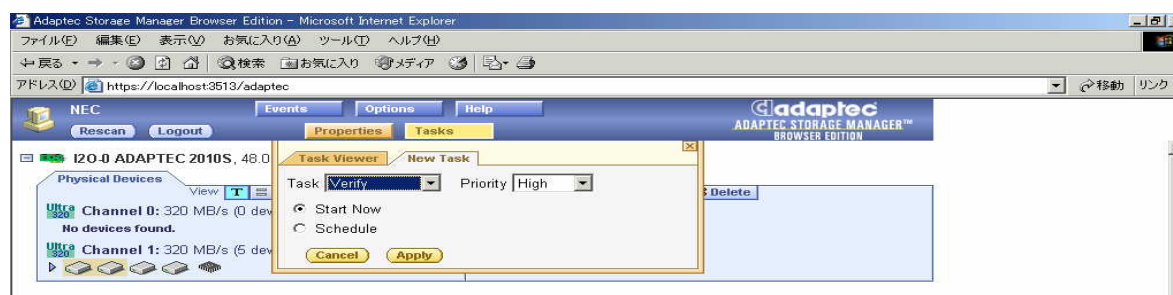 Adaptec Storage Manager Browser Edition - Microsoft Internet Explorer
ファイル(F) 編集(E) 表示(V) お気に入り(A) ツール(T) ヘルプ(H)
戻る 検索 お気に入り メディア
アドレス(D) https://localhost:3513/adaptec 移動 リンク
NEC Events Options Help adaptec
Rescan Logout Properties Tasks ADAPTEC STORAGE MANAGER™
BROWSER EDITION
I2O-0 ADAPTEC 2010S, 48.0
Task Viewer New Task
Physical Devices
View T
Task Verify Priority High
Delete
Ultra 320 Channel 0: 320 MB/s (0 dev
Start Now
No devices found.
Schedule
Ultra 320 Channel 1: 320 MB/s (5 dev
Cancel Apply